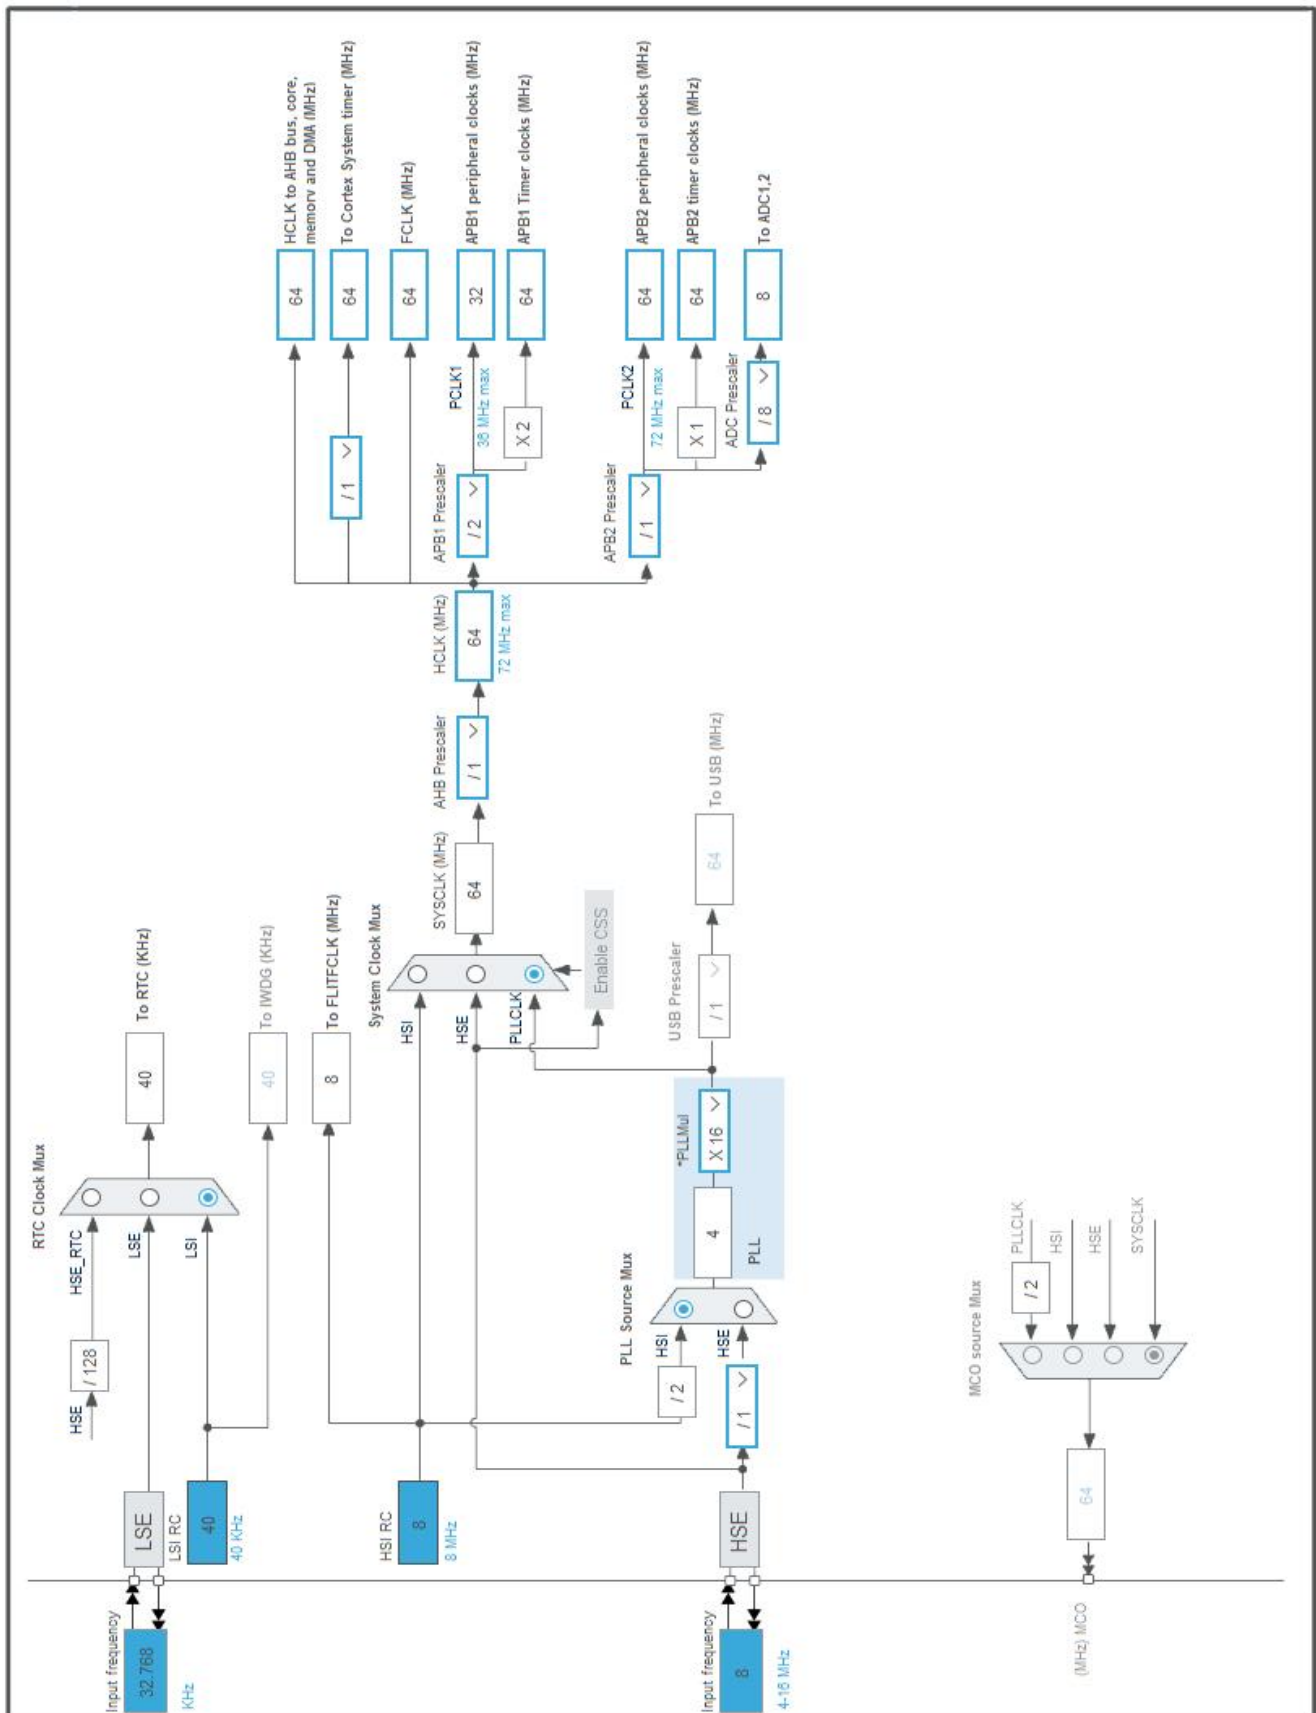 RTC Clock Mux
HSE
/ 128
HSE_RTC
Input frequency
32.768
KHz
LSE
LSE
40
To RTC (KHz)
LSI RC
40
40 KHz
LSI
40
To IWDG (KHz)
8
To FLITFCLK (MHz)
HSI RC
8
8 MHz
System Clock Mux
HSI
HSE
PLLCLK
Enable CSS
SYSCLK (MHz)
64
AHB Prescaler
/ 1
HCLK (MHz)
64
72 MHz max
64
HCLK to AHB bus, core,
memory and DMA (MHz)
/ 1
64
To Cortex System timer (MHz)
64
FCLK (MHz)
APB1 Prescaler
/ 2
PCLK1
36 MHz max
32
APB1 peripheral clocks (MHz)
X 2
64
APB1 Timer clocks (MHz)
APB2 Prescaler
/ 1
PCLK2
72 MHz max
64
APB2 peripheral clocks (MHz)
X 1
64
APB2 timer clocks (MHz)
ADC Prescaler
/ 8
8
To ADC1,2
PLL Source Mux
/ 2
HSI
Input frequency
8
4-16 MHz
HSE
/ 1
HSE
4
*PLLMul
X 16
PLL
USB Prescaler
/ 1
64
To USB (MHz)
MCO source Mux
/ 2
PLLCLK
HSI
HSE
SYSCLK
64
(MHz) MCO